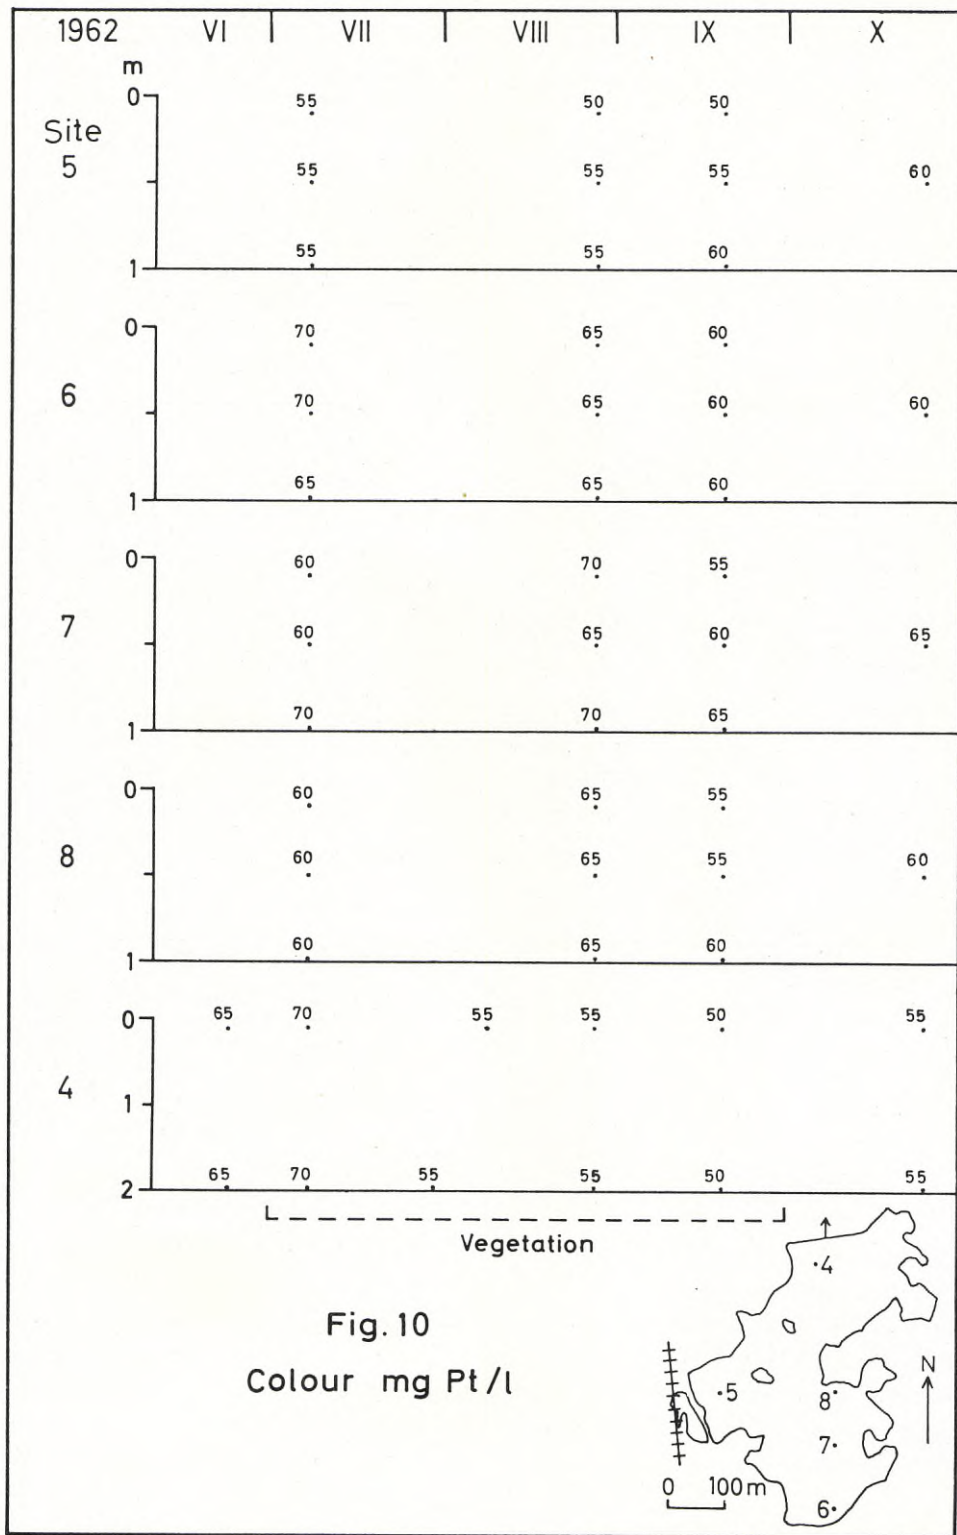 1962 VI VII VIII IX X
m
0 55 50 50
Site
5 55 55 55 60
1 55 55 60
0 70 65 60
6 70 65 60 60
1 65 65 60
0 60 70 55
7 60 65 60 65
1 70 70 65
0 60 65 55
8 60 65 55 60
1 60 65 60
0 65 70 55 55 50 55
4
1
2 65 70 55 55 50 55
Vegetation
4
Fig. 10
Colour mg Pt/l
N
5
8
7
0 100m
6